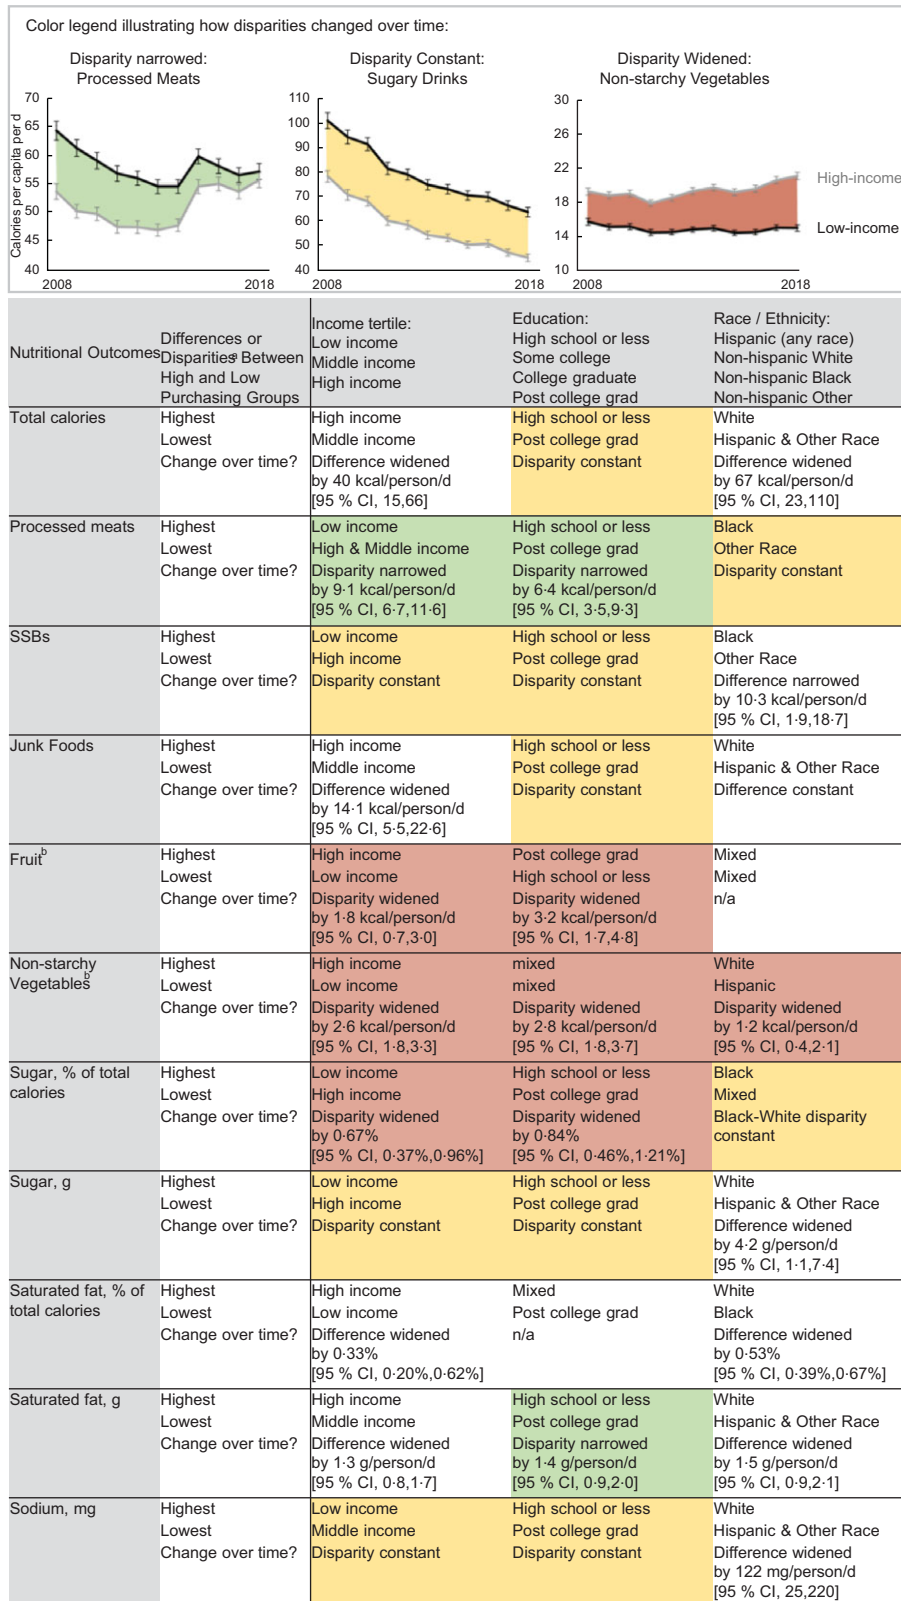 Color legend illustrating how disparities changed over time:
Disparity narrowed:
Processed Meats
Disparity Constant:
Sugary Drinks
Disparity Widened:
Non-starchy Vegetables
Calories per capita per d
70
65
60
55
50
45
40
2008
2018
110
100
90
80
70
60
50
40
2008
2018
30
26
22
18
14
10
2008
2018
High-income
Low-income
Nutritional Outcomes
Differences or
Disparitiesᵃ Between
High and Low
Purchasing Groups
Income tertile:
Low income
Middle income
High income
Education:
High school or less
Some college
College graduate
Post college grad
Race / Ethnicity:
Hispanic (any race)
Non-hispanic White
Non-hispanic Black
Non-hispanic Other
Total calories
Highest High income High school or less White
Lowest Middle income Post college grad Hispanic & Other Race
Change over time? Difference widened Disparity constant Difference widened
by 40 kcal/person/d by 67 kcal/person/d
[95 % CI, 15,66] [95 % CI, 23,110]
Processed meats
Highest Low income High school or less Black
Lowest High & Middle income Post college grad Other Race
Change over time? Disparity narrowed Disparity narrowed Disparity constant
by 9·1 kcal/person/d by 6·4 kcal/person/d
[95 % CI, 6·7,11·6] [95 % CI, 3·5,9·3]
SSBs
Highest Low income High school or less Black
Lowest High income Post college grad Other Race
Change over time? Disparity constant Disparity constant Difference narrowed
by 10·3 kcal/person/d
[95 % CI, 1·9,18·7]
Junk Foods
Highest High income High school or less White
Lowest Middle income Post college grad Hispanic & Other Race
Change over time? Difference widened Disparity constant Difference constant
by 14·1 kcal/person/d
[95 % CI, 5·5,22·6]
Fruitᵇ
Highest High income Post college grad Mixed
Lowest Low income High school or less Mixed
Change over time? Disparity widened Disparity widened n/a
by 1·8 kcal/person/d by 3·2 kcal/person/d
[95 % CI, 0·7,3·0] [95 % CI, 1·7,4·8]
Non-starchy
Vegetablesᵇ
Highest High income mixed White
Lowest Low income mixed Hispanic
Change over time? Disparity widened Disparity widened Disparity widened
by 2·6 kcal/person/d by 2·8 kcal/person/d by 1·2 kcal/person/d
[95 % CI, 1·8,3·3] [95 % CI, 1·8,3·7] [95 % CI, 0·4,2·1]
Sugar, % of total
calories
Highest Low income High school or less Black
Lowest High income Post college grad Mixed
Change over time? Disparity widened Disparity widened Black-White disparity
by 0·67% by 0·84% constant
[95 % CI, 0·37%,0·96%] [95 % CI, 0·46%,1·21%]
Sugar, g
Highest Low income High school or less White
Lowest High income Post college grad Hispanic & Other Race
Change over time? Disparity constant Disparity constant Difference widened
by 4·2 g/person/d
[95 % CI, 1·1,7·4]
Saturated fat, % of
total calories
Highest High income Mixed White
Lowest Low income Post college grad Black
Change over time? Difference widened n/a Difference widened
by 0·33% by 0·53%
[95 % CI, 0·20%,0·62%] [95 % CI, 0·39%,0·67%]
Saturated fat, g
Highest High income High school or less White
Lowest Middle income Post college grad Hispanic & Other Race
Change over time? Difference widened Disparity narrowed Difference widened
by 1·3 g/person/d by 1·4 g/person/d by 1·5 g/person/d
[95 % CI, 0·8,1·7] [95 % CI, 0·9,2·0] [95 % CI, 0·9,2·1]
Sodium, mg
Highest Low income High school or less White
Lowest Middle income Post college grad Hispanic & Other Race
Change over time? Disparity constant Disparity constant Difference widened
by 122 mg/person/d
[95 % CI, 25,220]